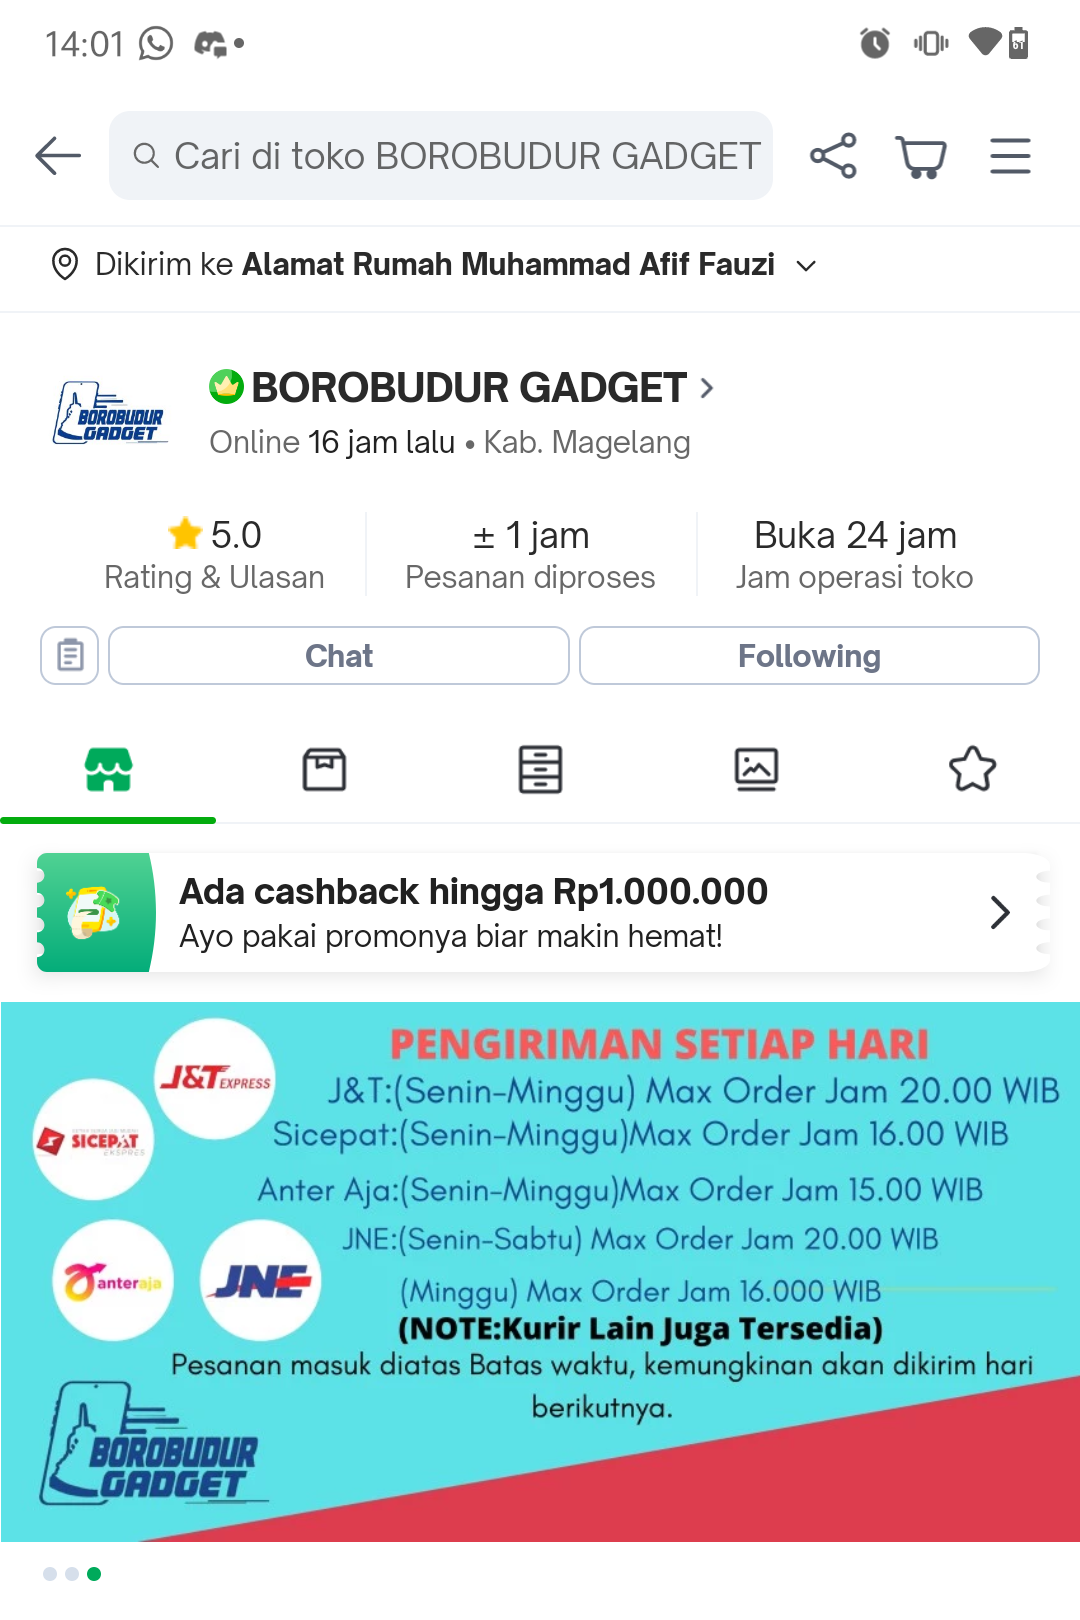 14:01
61
Cari di toko BOROBUDUR GADGET
Dikirim ke Alamat Rumah Muhammad Afif Fauzi
BOROBUDUR GADGET
BOROBUDUR GADGET
Online 16 jam lalu • Kab. Magelang
5.0
Rating & Ulasan
± 1 jam
Pesanan diproses
Buka 24 jam
Jam operasi toko
Chat
Following
Ada cashback hingga Rp1.000.000
Ayo pakai promonya biar makin hemat!
PENGIRIMAN SETIAP HARI
J&T EXPRESS
J&T:(Senin-Minggu) Max Order Jam 20.00 WIB
SICEPAT
EKSPRES
Sicepat:(Senin-Minggu)Max Order Jam 16.00 WIB
Anter Aja:(Senin-Minggu)Max Order Jam 15.00 WIB
anteraja
JNE
JNE:(Senin-Sabtu) Max Order Jam 20.00 WIB
(Minggu) Max Order Jam 16.000 WIB
(NOTE:Kurir Lain Juga Tersedia)
Pesanan masuk diatas Batas waktu, kemungkinan akan dikirim hari
berikutnya.
BOROBUDUR
GADGET